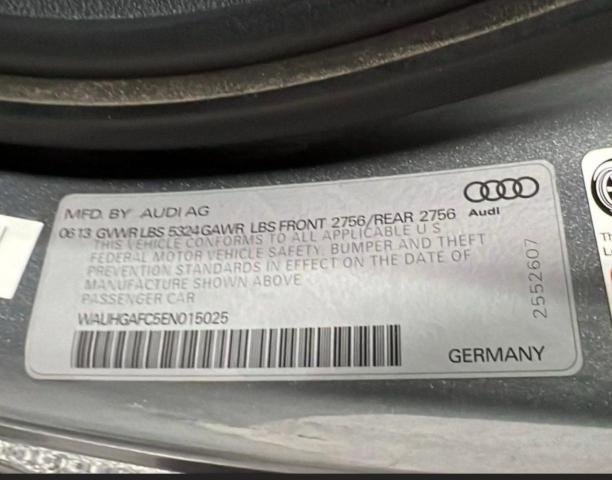 MFD. BY AUDI AG
Audi
0613 GVWR LBS 5324 GAWR LBS FRONT 2756/REAR 2756
THIS VEHICLE CONFORMS TO ALL APPLICABLE U S
FEDERAL MOTOR VEHICLE SAFETY, BUMPER AND THEFT
PREVENTION STANDARDS IN EFFECT ON THE DATE OF
MANUFACTURE SHOWN ABOVE
PASSENGER CAR
WAUHGAFC5EN015025
2552607
GERMANY